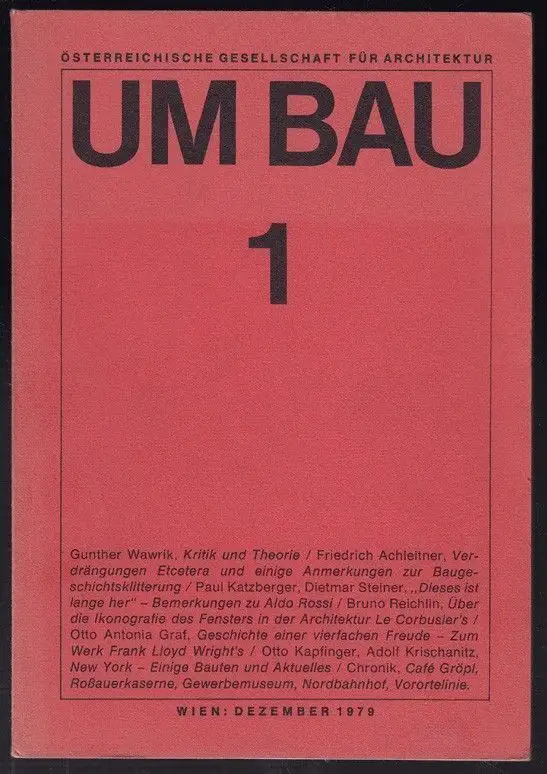 ÖSTERREICHISCHE GESELLSCHAFT FÜR ARCHITEKTUR
UM BAU
1
Gunther Wawrik, Kritik und Theorie / Friedrich Achleitner, Ver-
drängungen Etcetera und einige Anmerkungen zur Bauge-
schichtsklitterung / Paul Katzberger, Dietmar Steiner, „Dieses ist
lange her“ – Bemerkungen zu Aldo Rossi / Bruno Reichlin, Über
die Ikonografie des Fensters in der Architektur Le Corbusier's /
Otto Antonia Graf, Geschichte einer vierfachen Freude – Zum
Werk Frank Lloyd Wright's / Otto Kapfinger, Adolf Krischanitz,
New York – Einige Bauten und Aktuelles / Chronik, Café Gröpl,
Roßauerkaserne, Gewerbemuseum, Nordbahnhof, Vorortelinie.
WIEN: DEZEMBER 1979